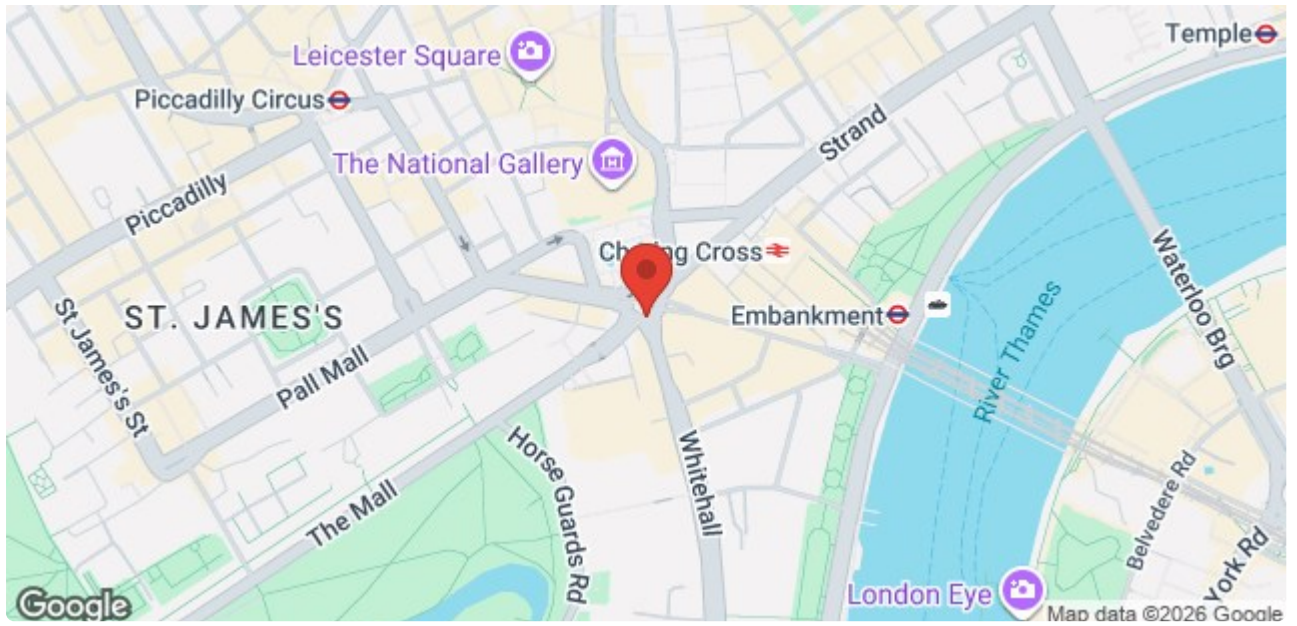 Temple
Leicester Square
Piccadilly Circus
Strand
The National Gallery
Piccadilly
Charing Cross
Waterloo Brg
ST. JAMES'S
Embankment
River Thames
St James's St
Pall Mall
Horse Guards Rd
Whitehall
The Mall
Belvedere Rd
York Rd
London Eye
Google
Map data ©2026 Google